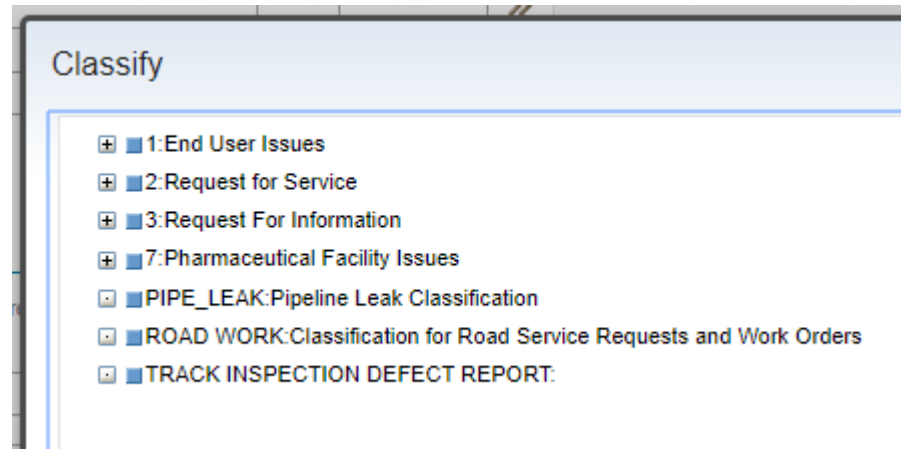 Classify
1:End User Issues
2:Request for Service
3:Request For Information
7:Pharmaceutical Facility Issues
PIPE_LEAK:Pipeline Leak Classification
ROAD WORK:Classification for Road Service Requests and Work Orders
TRACK INSPECTION DEFECT REPORT: